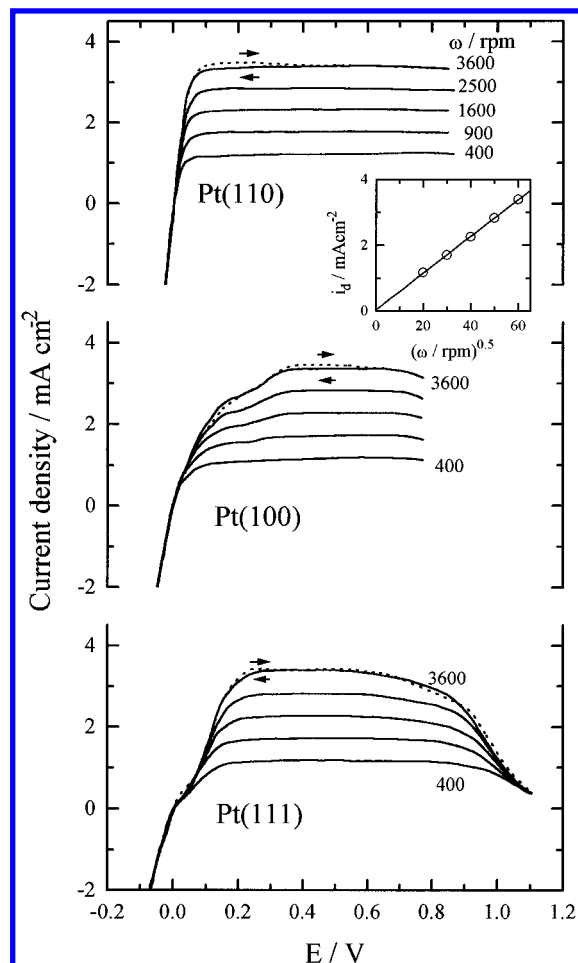 ω / rpm
4
3600
2500
2
1600
900
400
0
Pt(110)
-2
4
i_d / mAcm⁻²
2
0
0 20 40 60
(ω / rpm)^0.5
4
3600
2
400
0
Pt(100)
-2
Current density / mA cm⁻²
4
3600
2
400
0
Pt(111)
-2
-0.2 0.0 0.2 0.4 0.6 0.8 1.0 1.2
E / V